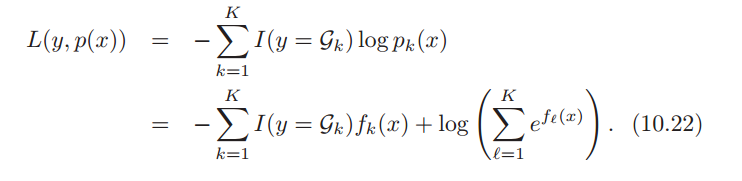 L(y, p(x)) = − ∑_{k=1}^{K} I(y = 𝒢_k) log p_k(x)
= − ∑_{k=1}^{K} I(y = 𝒢_k) f_k(x) + log ( ∑_{ℓ=1}^{K} e^{f_ℓ(x)} ) . (10.22)